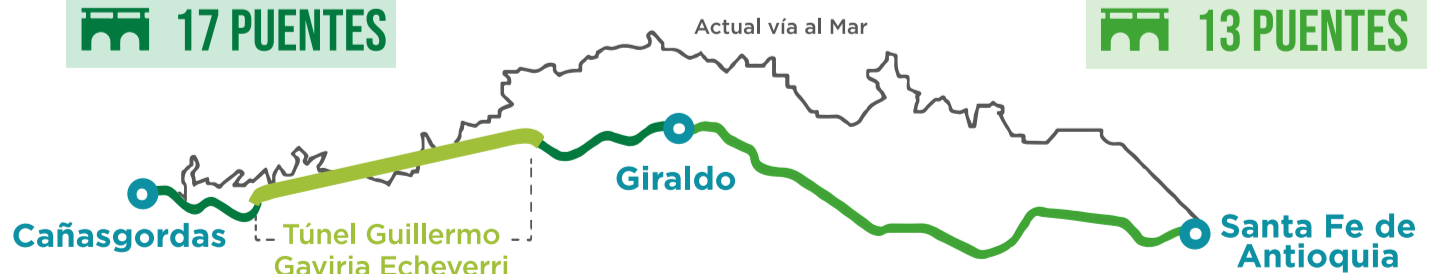 17 PUENTES
Actual vía al Mar
13 PUENTES
Giraldo
Cañasgordas
Túnel Guillermo
Gaviria Echeverri
Santa Fe de
Antioquia